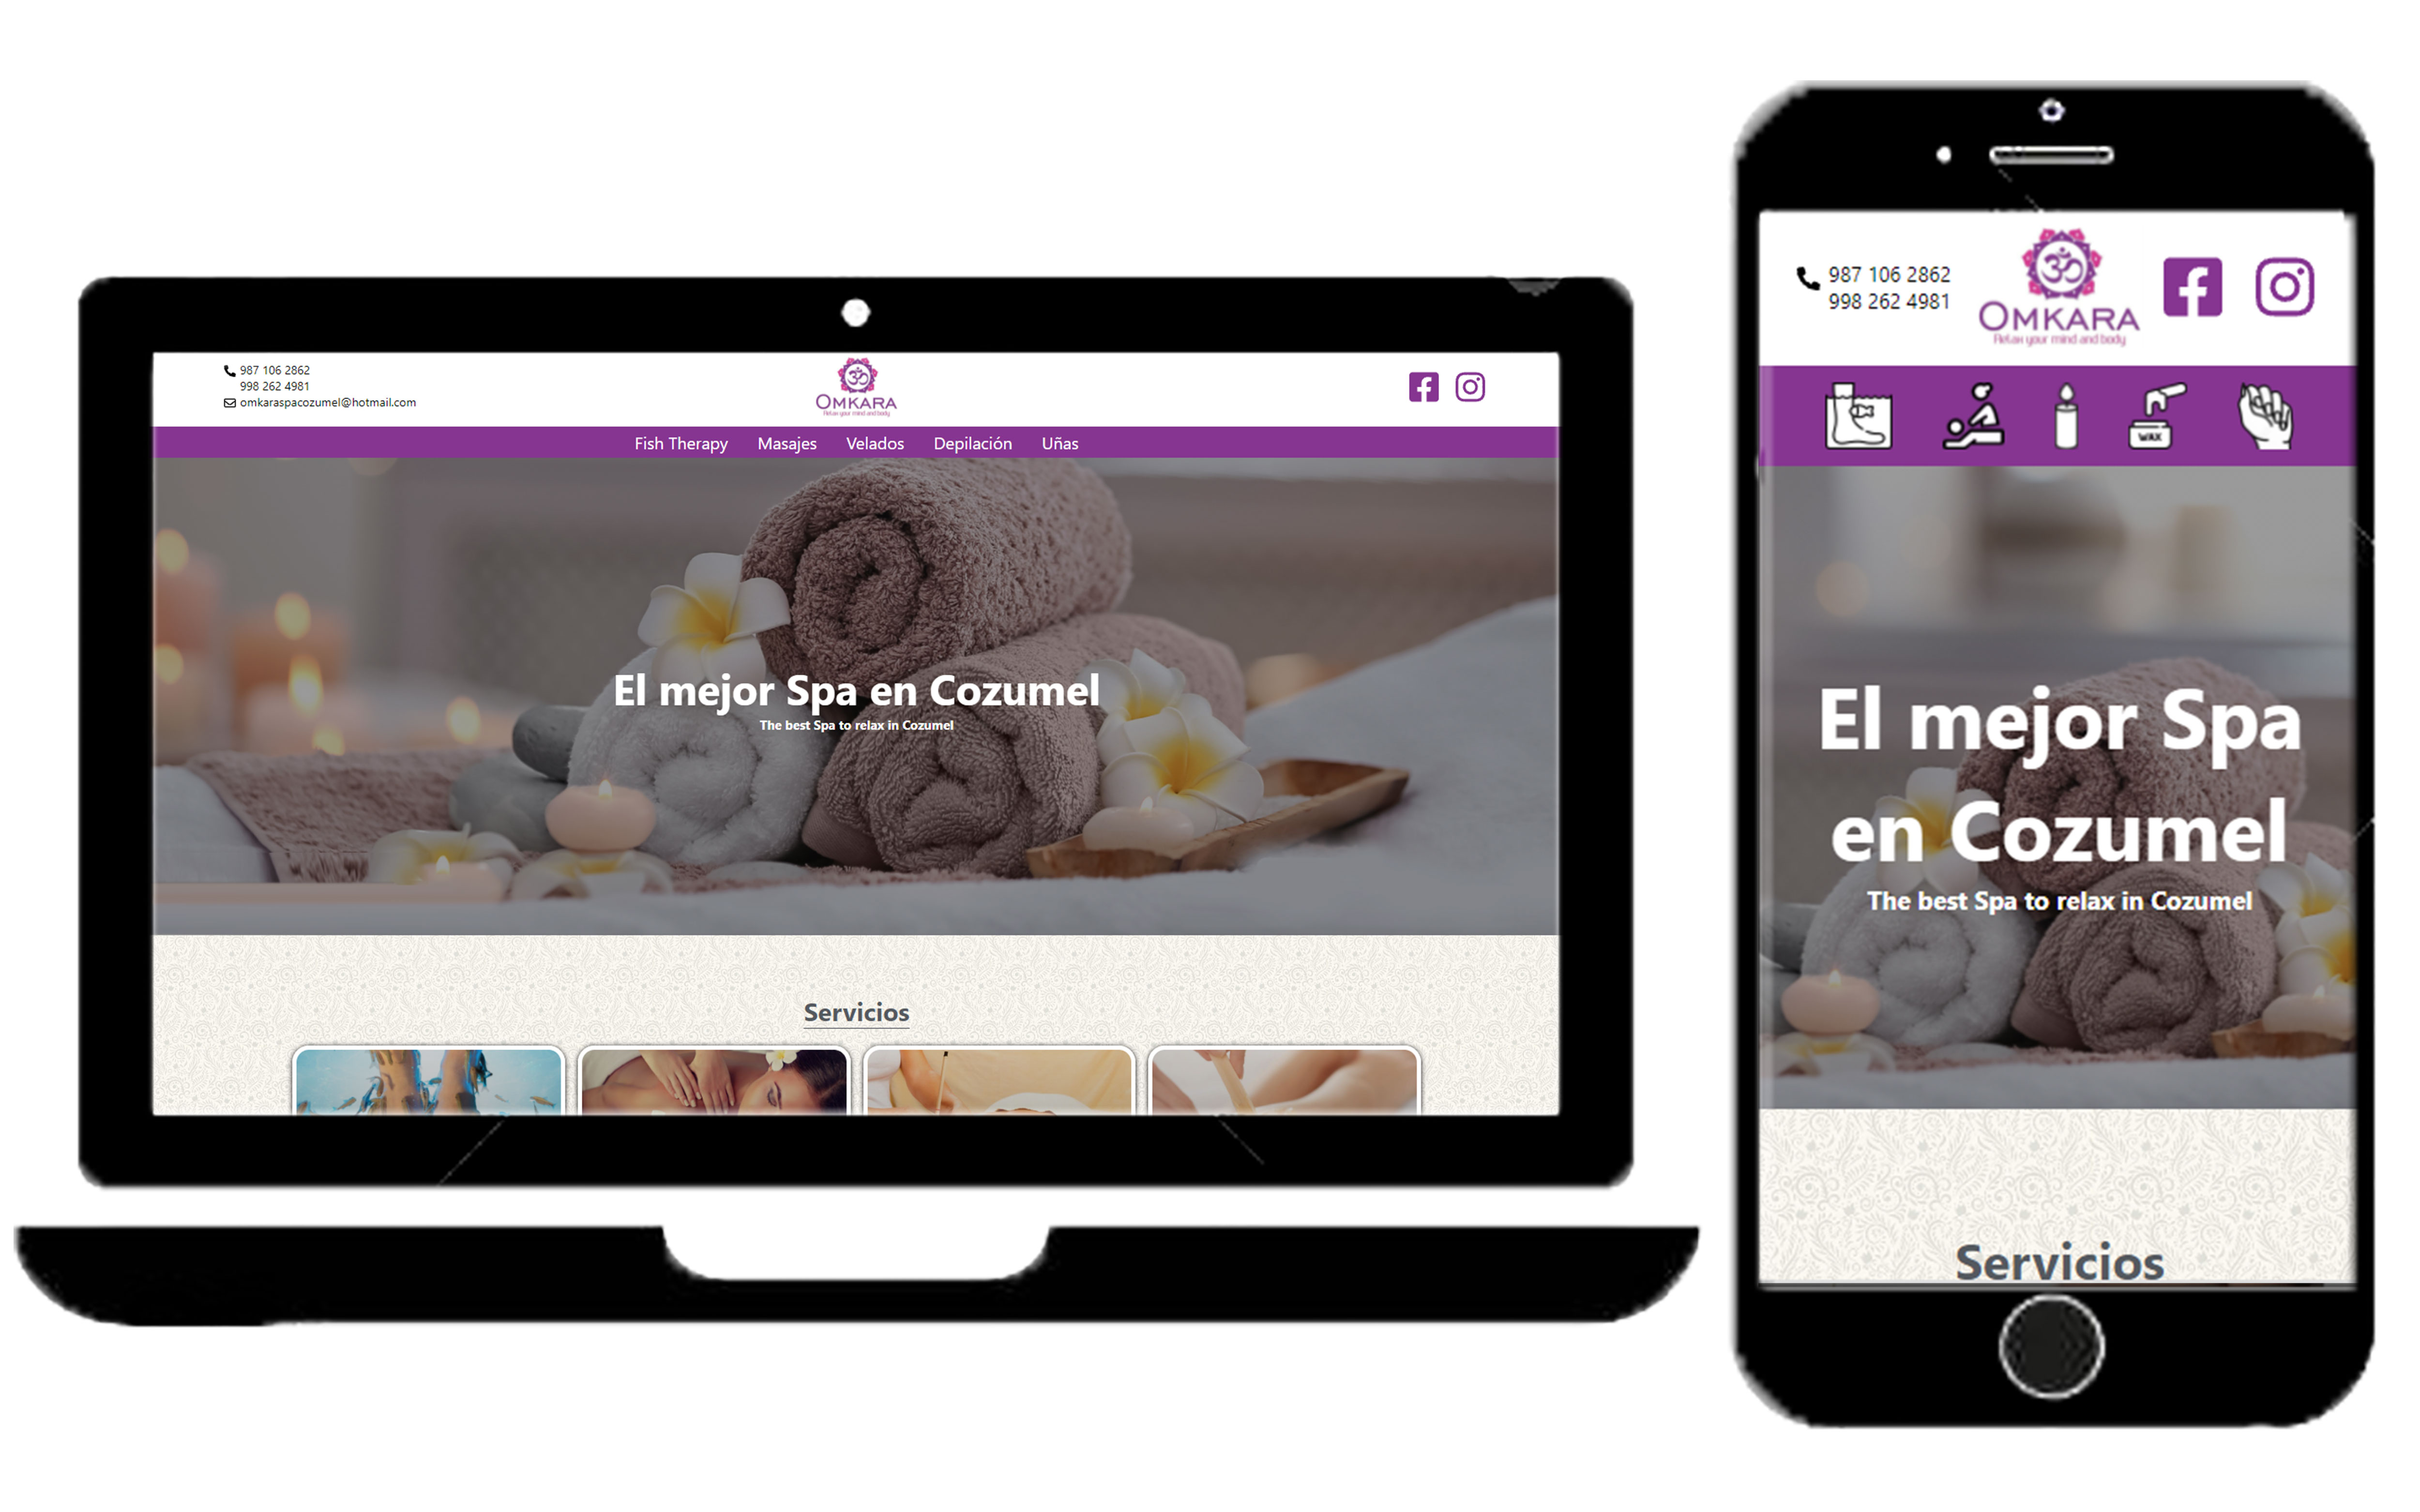 987 106 2862
998 262 4981
omkaraspacozumel@hotmail.com
OMKARA
Relax your mind and body
Fish Therapy Masajes Velados Depilación Uñas
El mejor Spa en Cozumel
The best Spa to relax in Cozumel
Servicios
987 106 2862
998 262 4981
OMKARA
Relax your mind and body
WAX
El mejor Spa
en Cozumel
The best Spa to relax in Cozumel
Servicios